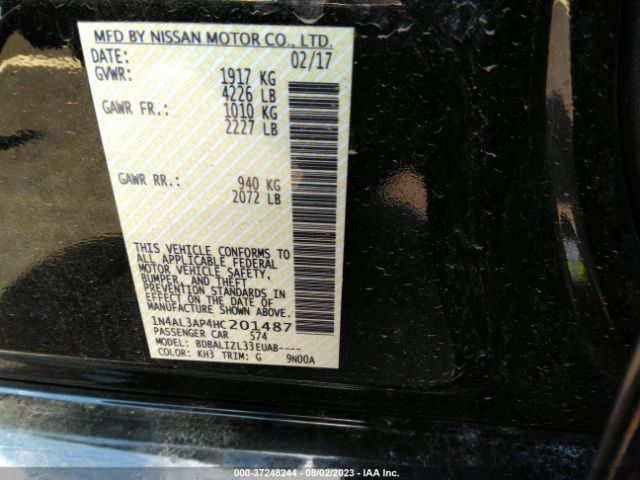 MFD BY NISSAN MOTOR CO., LTD.
DATE: 02/17
GVWR: 1917 KG
4226 LB
GAWR FR.: 1010 KG
2227 LB
GAWR RR.: 940 KG
2072 LB
THIS VEHICLE CONFORMS TO
ALL APPLICABLE FEDERAL
MOTOR VEHICLE SAFETY,
BUMPER, AND THEFT
PREVENTION STANDARDS IN
EFFECT ON THE DATE OF
MANUFACTURE SHOWN ABOVE.
1N4AL3AP4HC201487
PASSENGER CAR 574
MODEL: BDBALIZL33EUAB----
COLOR: KH3 TRIM: G 9N00A
000-37248244 - 08/02/2023 - IAA Inc.